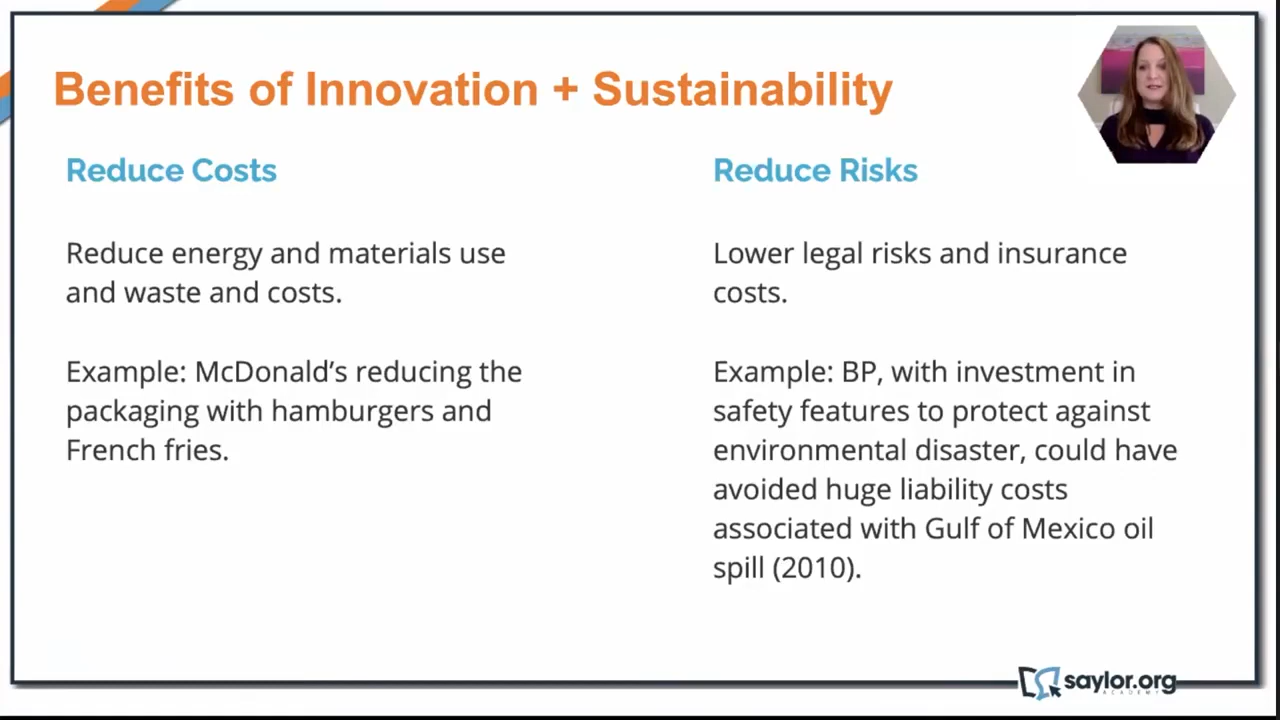 Benefits of Innovation + Sustainability
Reduce Costs
Reduce energy and materials use
and waste and costs.
Example: McDonald’s reducing the
packaging with hamburgers and
French fries.
Reduce Risks
Lower legal risks and insurance
costs.
Example: BP, with investment in
safety features to protect against
environmental disaster, could have
avoided huge liability costs
associated with Gulf of Mexico oil
spill (2010).
saylor.org
ACADEMY